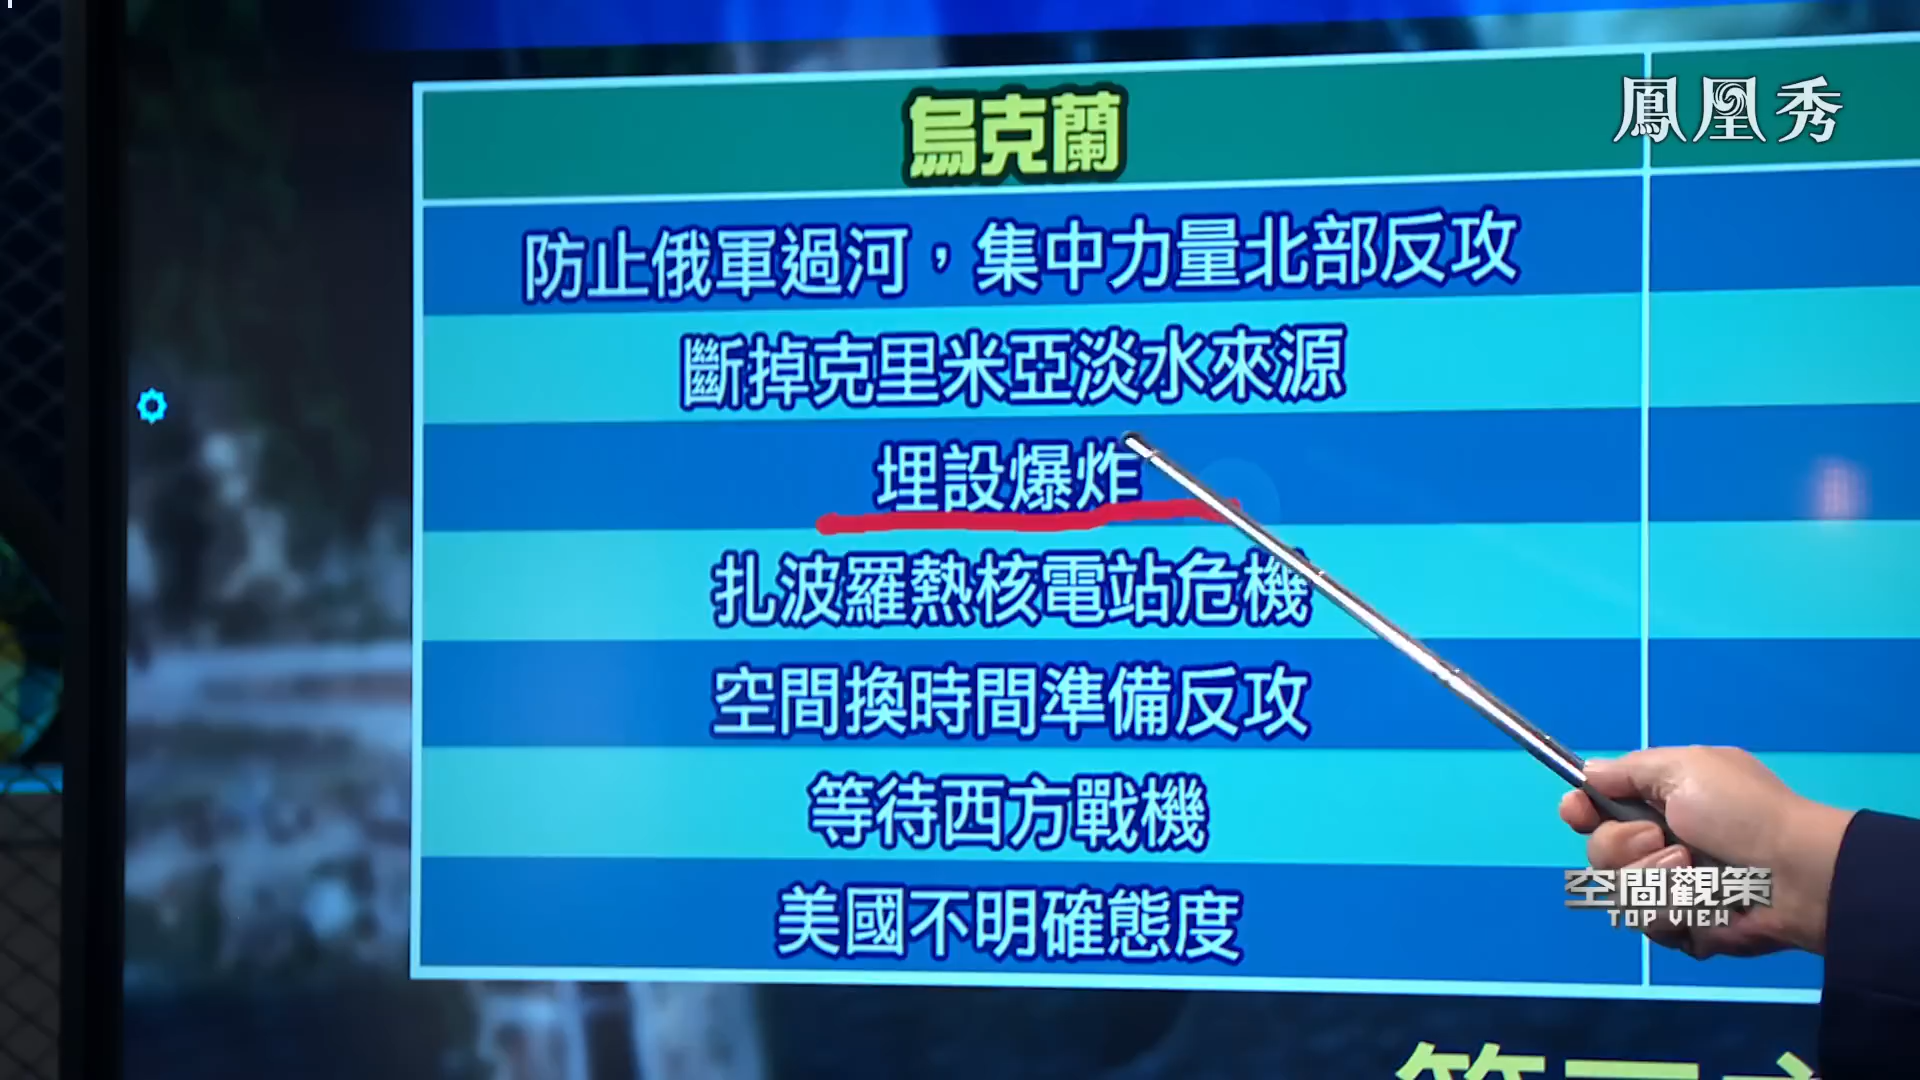 鳳凰秀
烏克蘭
防止俄軍過河，集中力量北部反攻
斷掉克里米亞淡水來源
埋設爆炸
扎波羅熱核電站危機
空間換時間準備反攻
等待西方戰機
美國不明確態度
空間觀策
TOP VIEW